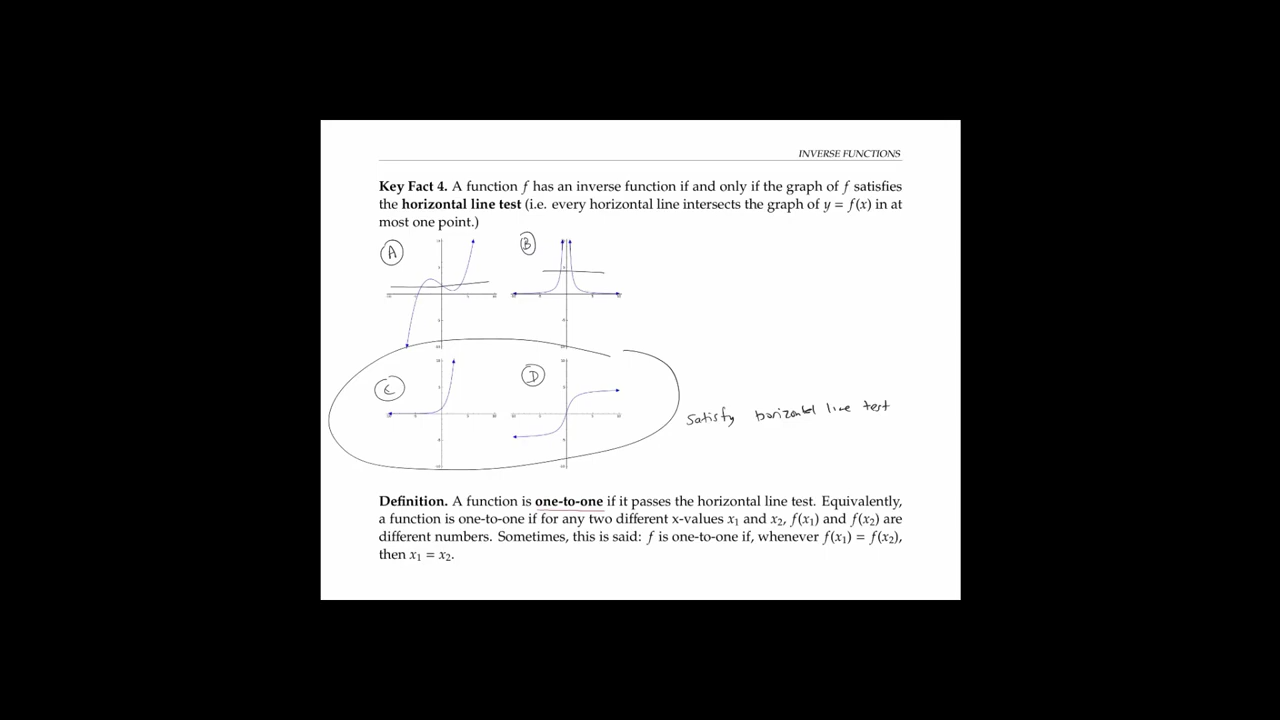 INVERSE FUNCTIONS
Key Fact 4. A function f has an inverse function if and only if the graph of f satisfies
the horizontal line test (i.e. every horizontal line intersects the graph of y = f(x) in at
most one point.)
A
B
C
D
Satisfy horizontal line test
Definition. A function is one-to-one if it passes the horizontal line test. Equivalently,
a function is one-to-one if for any two different x-values x₁ and x₂, f(x₁) and f(x₂) are
different numbers. Sometimes, this is said: f is one-to-one if, whenever f(x₁) = f(x₂),
then x₁ = x₂.